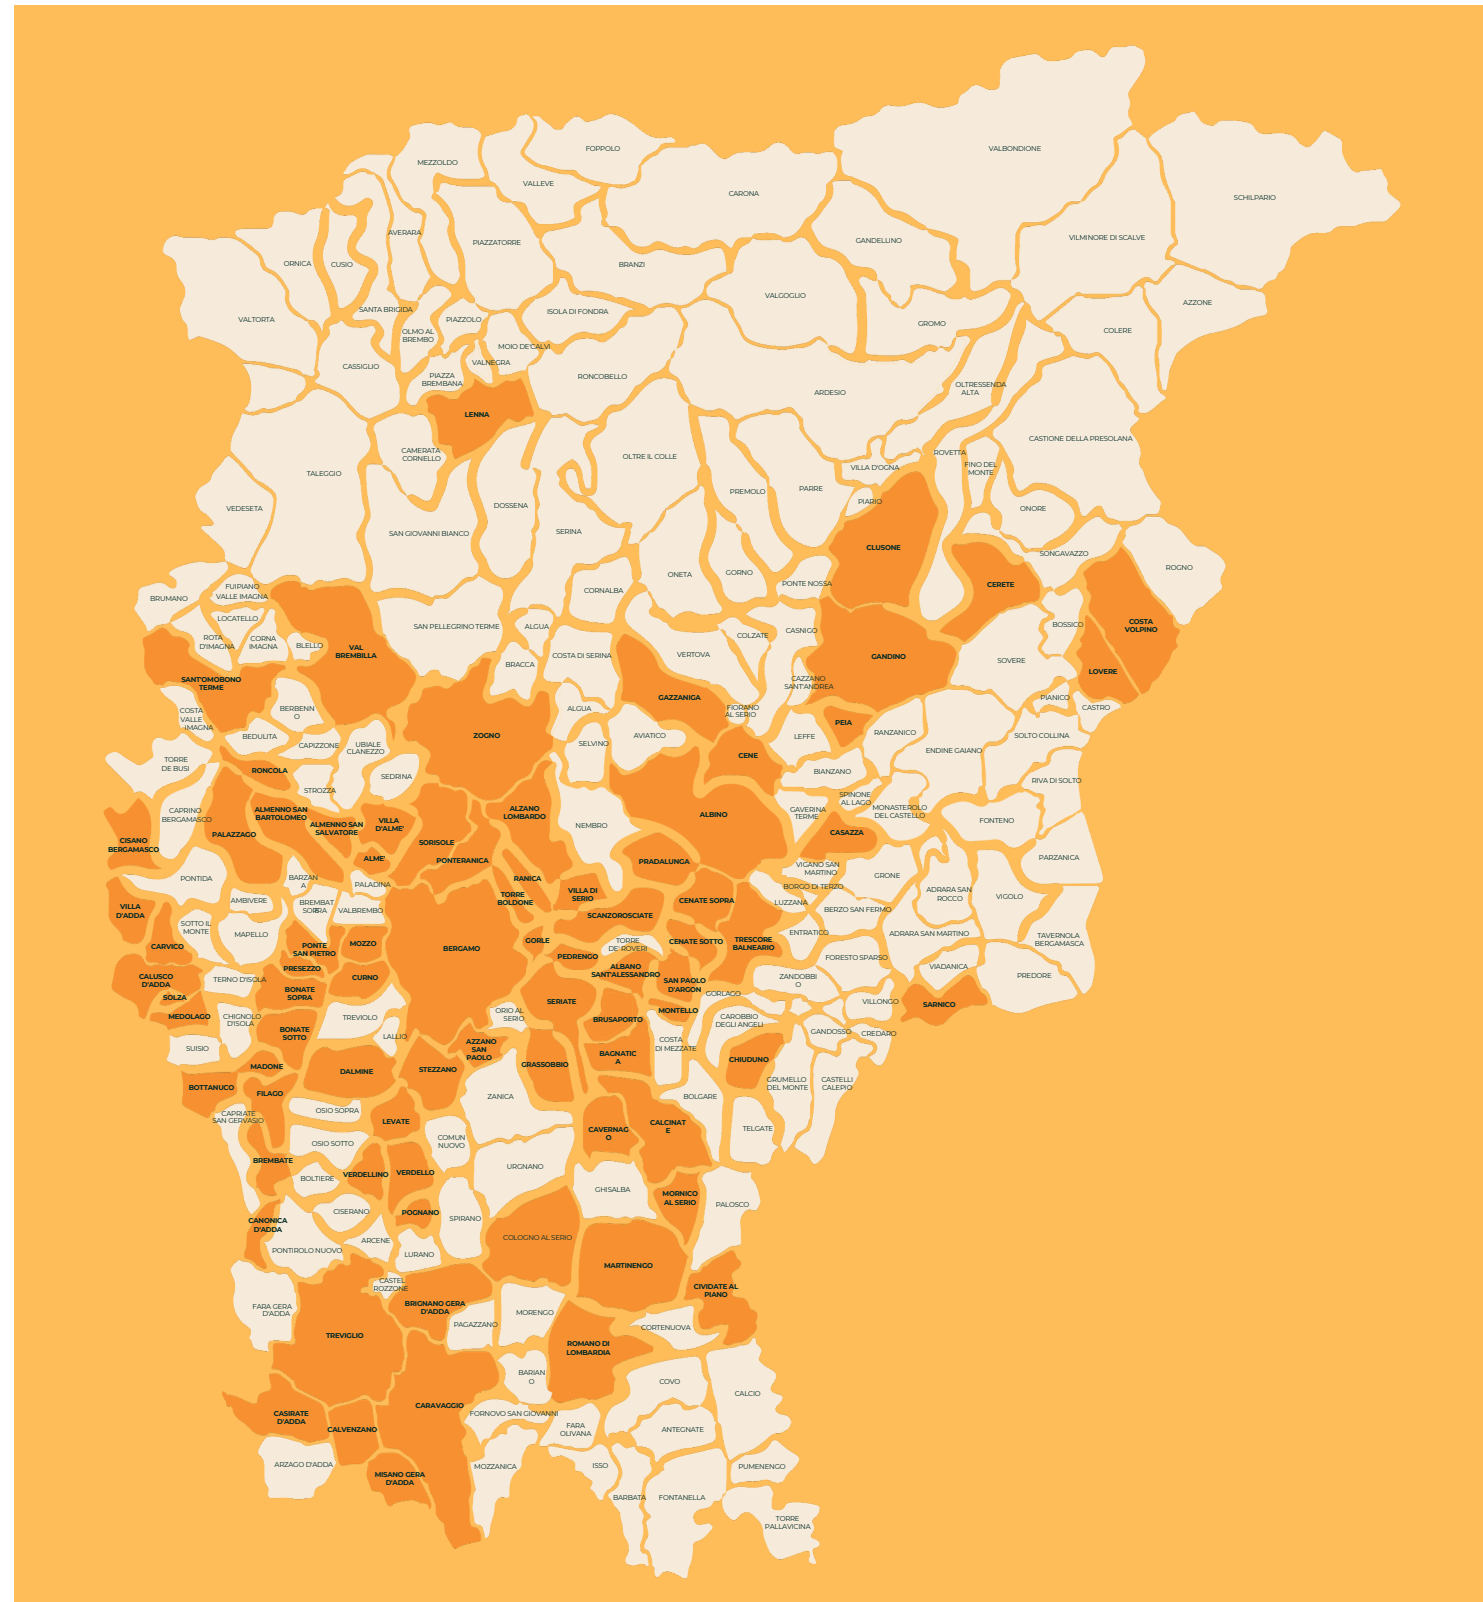 VALBONDIONE
FOPPOLO
MEZZOLDO
VALLEVE
CARONA
SCHILPARIO
AVERARA
PIAZZATORRE
GANDELLINO
VILMINORE DI SCALVE
ORNICA
CUSIO
BRANZI
VALGOGLIO
AZZONE
SANTA BRIGIDA
ISOLA DI FONDRA
VALTORTA
PIAZZOLO
GROMO
COLERE
OLMO AL
BREMBO
MOIO DE'CALVI
CASSIGLIO
VALNEGRA
PIAZZA
BREMBANA
RONCOBELLO
ARDESIO
OLTRESSENDA
ALTA
LENNA
CASTIONE DELLA PRESOLANA
CAMERATA
CORNELLO
OLTRE IL COLLE
ROVETTA
TALEGGIO
VILLA D'OGNA
FINO DEL
MONTE
PREMOLO
PARRE
PIARIO
VEDESETA
DOSSENA
ONORE
SAN GIOVANNI BIANCO
SERINA
CLUSONE
SONGAVAZZO
ROGNO
ONETA
GORNO
PONTE NOSSA
CERETE
FUIPIANO
VALLE IMAGNA
BRUMANO
CORNALBA
LOCATELLO
SAN PELLEGRINO TERME
ALGUA
CASNIGO
COLZATE
BOSSICO
COSTA
VOLPINO
ROTA
D'IMAGNA
CORNA
IMAGNA
BLELLO
VAL
BREMBILLA
COSTA DI SERINA
VERTOVA
GANDINO
SOVERE
BRACCA
LOVERE
SANT'OMOBONO
TERME
CAZZANO
SANT'ANDREA
GAZZANIGA
PIANICO
CASTRO
COSTA
VALLE
IMAGNA
BERBENN
O
ALGUA
FIORANO
AL SERIO
PEIA
RANZANICO
BEDULITA
ZOGNO
SELVINO
AVIATICO
LEFFE
SOLTO COLLINA
CAPIZZONE
UBIALE
CLANEZZO
ENDINE GAIANO
CENE
TORRE
DE BUSI
RONCOLA
SEDRINA
BIANZANO
RIVA DI SOLTO
STROZZA
SPINONE
AL LAGO
CAPRINO
BERGAMASCO
ALMENNO SAN
BARTOLOMEO
ALZANO
LOMBARDO
ALBINO
GAVERINA
TERME
MONASTEROLO
DEL CASTELLO
FONTENO
ALMENNO SAN
SALVATORE
VILLA
D'ALME'
NEMBRO
PALAZZAGO
CASAZZA
CISANO
BERGAMASCO
SORISOLE
ALME'
PONTERANICA
PRADALUNGA
PARZANICA
VIGANO SAN
MARTINO
PONTIDA
BARZAN
A
PALADINA
RANICA
GRONE
BORGO DI TERZO
TORRE
BOLDONE
VILLA DI
SERIO
ADRARA SAN
ROCCO
VIGOLO
AMBIVERE
BREMBAT
CENATE SOPRA
LUZZANA
VILLA
D'ADDA
VALBREMBO
SCANZOROSCIATE
BERZO SAN FERMO
SOTTO IL
MONTE
MAPELLO
ENTRATICO
ADRARA SAN MARTINO
TAVERNOLA
BERGAMASCA
CARVICO
PONTE
SAN PIETRO
MOZZO
BERGAMO
GORLE
TORRE
DE' ROVERI
CENATE SOTTO
TRESCORE
BALNEARIO
PEDRENGO
FORESTO SPARSO
PRESEZZO
ALBANO
SANT'ALESSANDRO
VIADANICA
PREDORE
CALUSCO
D'ADDA
TERNO D'ISOLA
CURNO
SAN PAOLO
D'ARGON
ZANDOBBI
O
SOLZA
BONATE
SOPRA
SERIATE
GORLAGO
VILLONGO
SARNICO
MEDOLAGO
CHIGNOLO
D'ISOLA
TREVIOLO
ORIO AL
SERIO
BRUSAPORTO
MONTELLO
CAROBBIO
DEGLI ANGELI
BONATE
SOTTO
LALLIO
GANDOSSO
CREDARO
SUISIO
AZZANO
SAN
PAOLO
COSTA
DI MEZZATE
BAGNATIC
A
MADONE
DALMINE
STEZZANO
GRASSOBBIO
CHIUDUNO
BOTTANUCO
FILAGO
GRUMELLO
DEL MONTE
CASTELLI
CALEPIO
ZANICA
BOLGARE
CAPRIATE
SAN GERVASIO
OSIO SOPRA
LEVATE
CAVERNAG
O
CALCINAT
E
TELGATE
OSIO SOTTO
COMUN
NUOVO
BREMBATE
BOLTIERE
VERDELLINO
VERDELLO
URGNANO
GHISALBA
MORNICO
AL SERIO
PALOSCO
CISERANO
POGNANO
SPIRANO
CANONICA
D'ADDA
ARCENE
COLOGNO AL SERIO
PONTIROLO NUOVO
LURANO
MARTINENGO
CASTEL
ROZZONE
CIVIDATE AL
PIANO
FARA GERA
D'ADDA
BRIGNANO GERA
D'ADDA
MORENGO
PAGAZZANO
CORTENUOVA
TREVIGLIO
ROMANO DI
LOMBARDIA
BARIAN
O
COVO
CALCIO
CARAVAGGIO
CASIRATE
D'ADDA
FORNOVO SAN GIOVANNI
CALVENZANO
FARA
OLIVANA
ANTEGNATE
ARZAGO D'ADDA
MOZZANICA
ISSO
PUMENENGO
MISANO GERA
D'ADDA
BARBATA
FONTANELLA
TORRE
PALLAVICINA